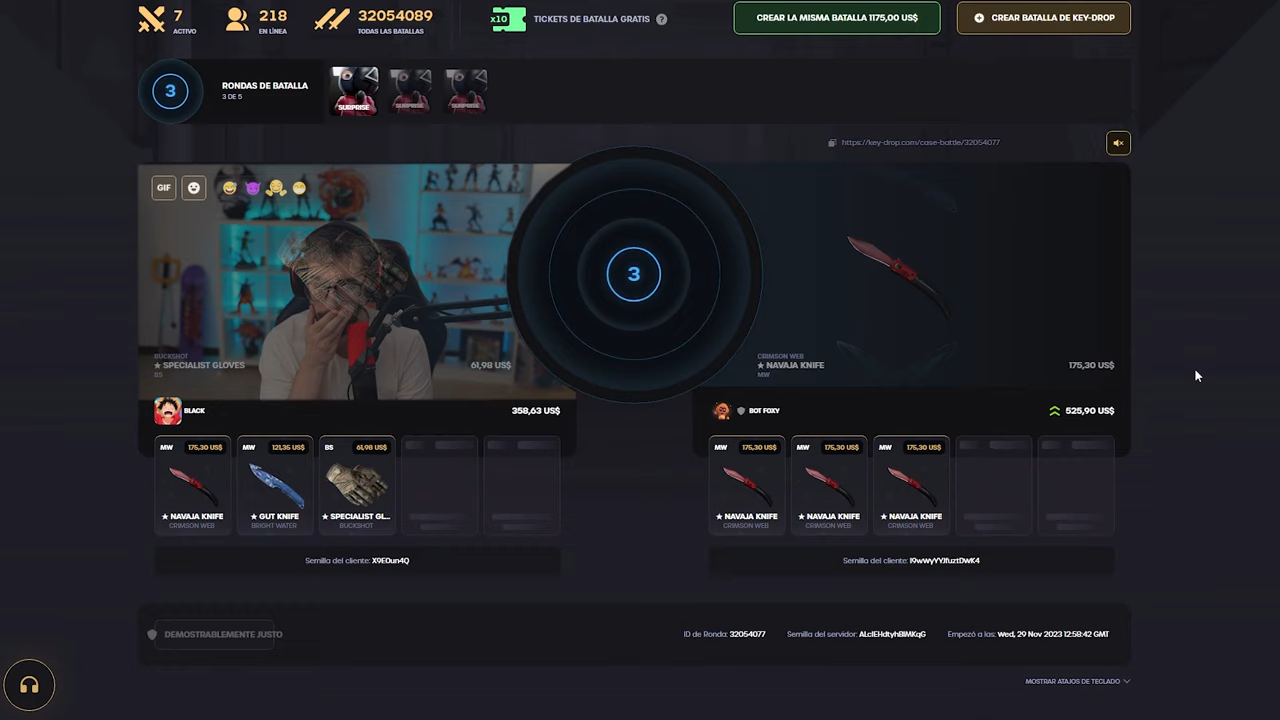 7
ACTIVO
218
EN LÍNEA
32054089
TODAS LAS BATALLAS
x10
TICKETS DE BATALLA GRATIS ?
CREAR LA MISMA BATALLA 1175,00 US$
CREAR BATALLA DE KEY-DROP
3
RONDAS DE BATALLA
3 DE 5
SURPRISE
SURPRISE
SURPRISE
https://key-drop.com/case-battle/32054077
GIF
3
BUCKSHOT
★ SPECIALIST GLOVES
61,98 US$
BS
CRIMSON WEB
★ NAVAJA KNIFE
175,30 US$
MW
BLACK
358,63 US$
BOT FOXY
525,90 US$
MW 175,30 US$
★ NAVAJA KNIFE
CRIMSON WEB
MW 121,35 US$
★ GUT KNIFE
BRIGHT WATER
BS 61,98 US$
★ SPECIALIST GL...
BUCKSHOT
MW 175,30 US$
★ NAVAJA KNIFE
CRIMSON WEB
MW 175,30 US$
★ NAVAJA KNIFE
CRIMSON WEB
MW 175,30 US$
★ NAVAJA KNIFE
CRIMSON WEB
Semilla del cliente: X9EOun4Q
Semilla del cliente:
DEMOSTRABLEMENTE JUSTO
ID de Ronda: 32054077
Semilla del servidor:
Empezó a las: Wed, 29 Nov 2023 12:58:42 GMT
MOSTRAR ATAJOS DE TECLADO